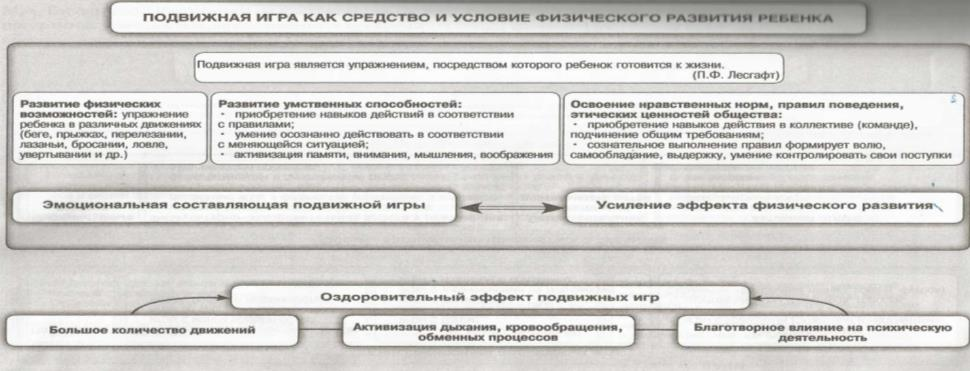 ПОДВИЖНАЯ ИГРА КАК СРЕДСТВО И УСЛОВИЕ ФИЗИЧЕСКОГО РАЗВИТИЯ РЕБЕНКА
Подвижная игра является упражнением, посредством которого ребенок готовится к жизни.
(П.Ф. Лесгафт)
Развитие физических
возможностей: упражнение
ребенка в различных движениях
(беге, прыжках, перелезании,
лазаньи, бросании, ловле,
увертывании и др.)
Развитие умственных способностей:
· приобретение навыков действий в соответствии
с правилами;
· умение осознанно действовать в соответствии
с меняющейся ситуацией;
· активизация памяти, внимания, мышления, воображения
Освоение нравственных норм, правил поведения,
этических ценностей общества:
· приобретение навыков действия в коллективе (команде),
подчинение общим требованиям;
· сознательное выполнение правил формирует волю,
самообладание, выдержку, умение контролировать свои поступки
Эмоциональная составляющая подвижной игры
Усиление эффекта физического развития
Оздоровительный эффект подвижных игр
Большое количество движений
Активизация дыхания, кровообращения,
обменных процессов
Благотворное влияние на психическую
деятельность